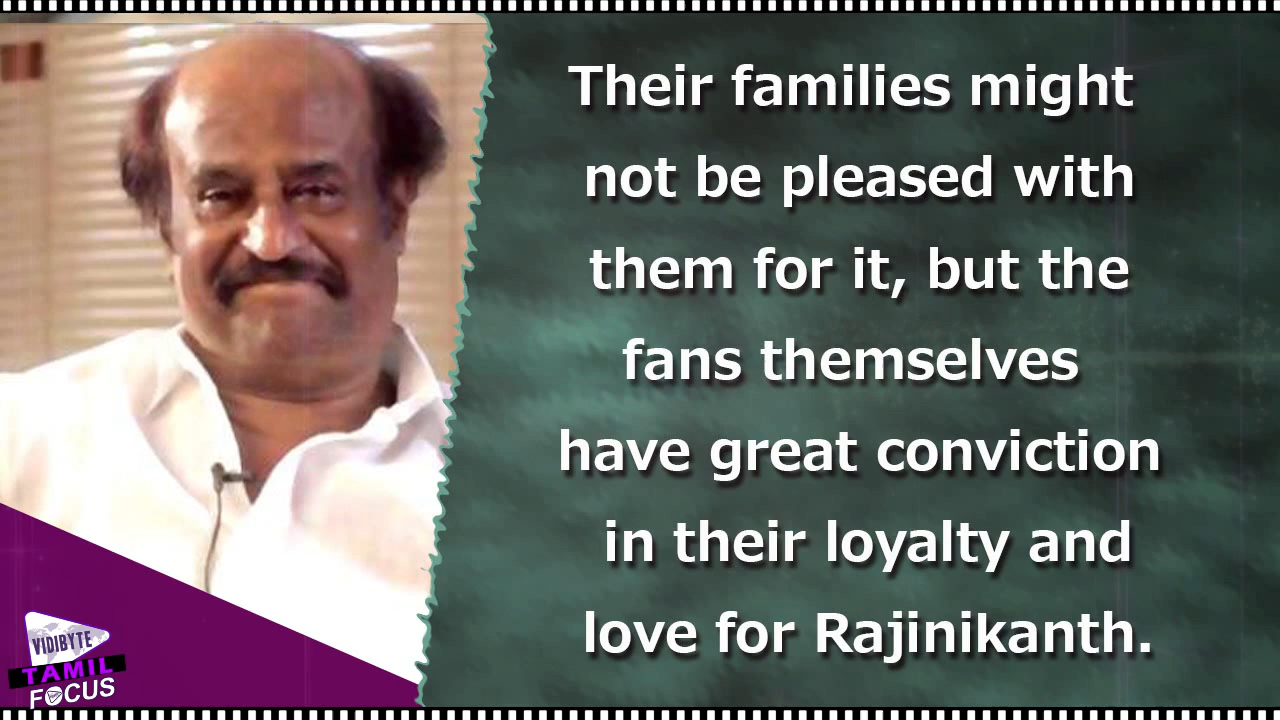 Their families might
not be pleased with
them for it, but the
fans themselves
have great conviction
in their loyalty and
love for Rajinikanth.
VIDIBYTE
TAMIL
FOCUS